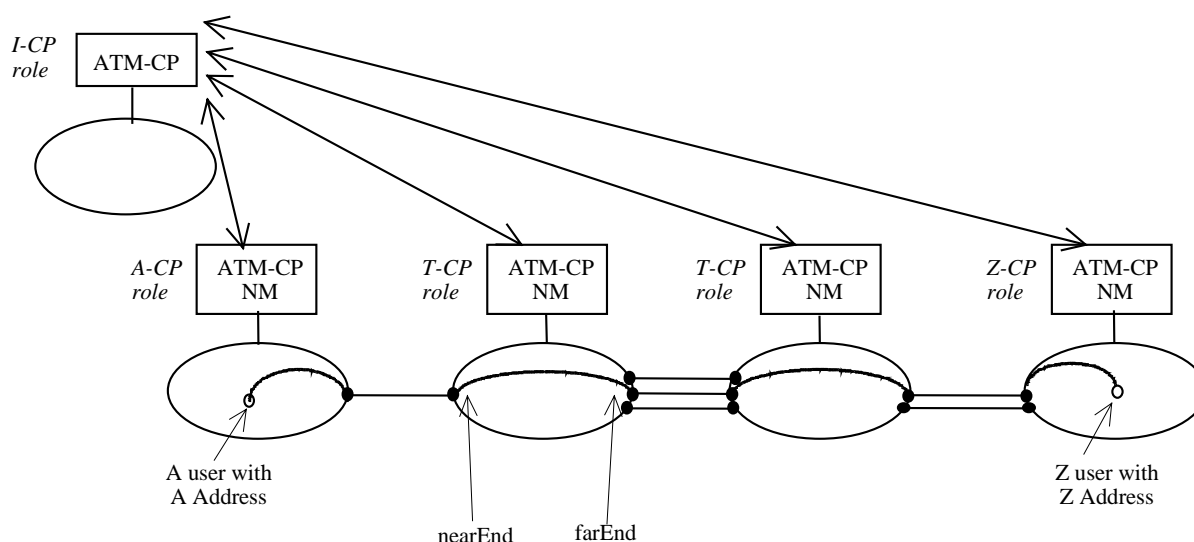 I-CP
role
ATM-CP
A-CP
role
ATM-CP
NM
T-CP
role
ATM-CP
NM
T-CP
role
ATM-CP
NM
Z-CP
role
ATM-CP
NM
A user with
A Address
Z user with
Z Address
nearEnd
farEnd